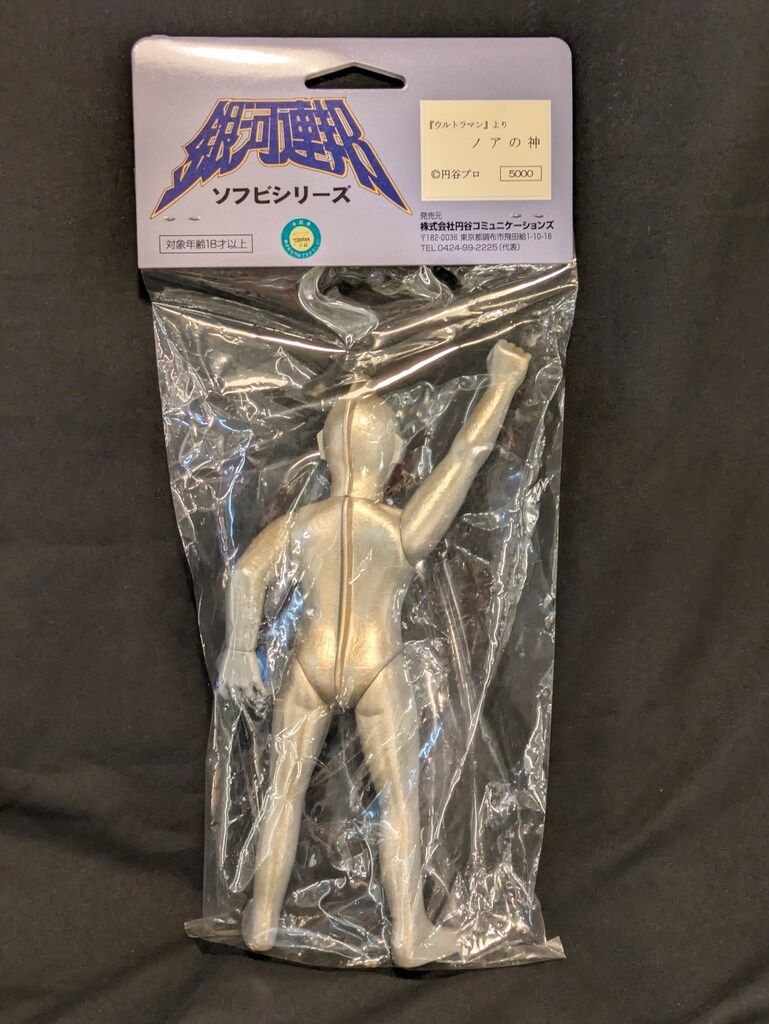 銀河連邦
ソフビシリーズ
対象年齢18才以上
『ウルトラマン』より
ノアの神
©円谷プロ 5000
発売元
株式会社円谷コミュニケーションズ
〒182-0036 東京都調布市飛田給1-10-16
TEL.0424-99-2225(代表)